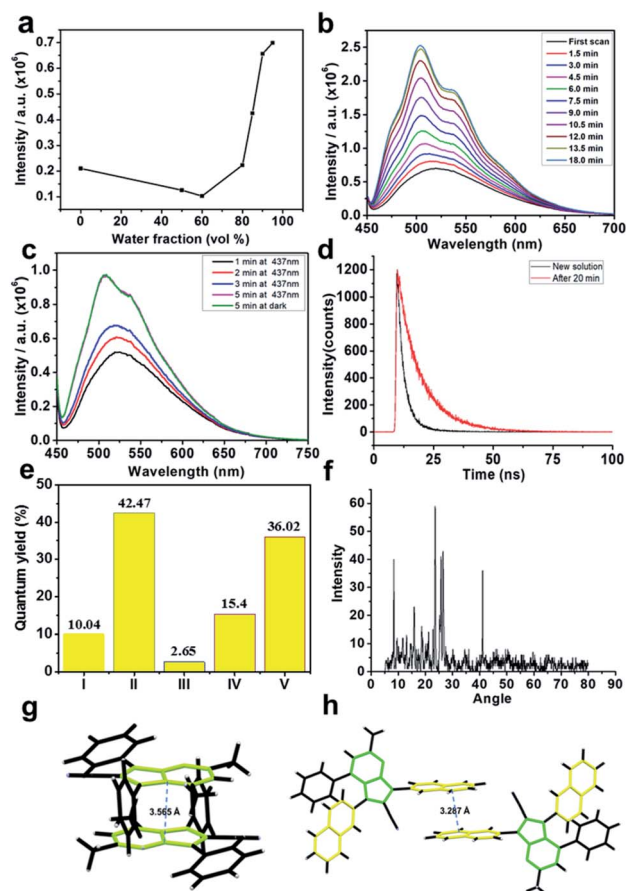 a
0.7
0.6
0.5
0.4
0.3
0.2
0.1
0 20 40 60 80 100
Intensity / a.u. (x10⁶)
Water fraction (vol %)
b
2.5
2.0
1.5
1.0
0.5
0.0
450 500 550 600 650 700
Intensity / a.u. (x10⁶)
Wavelength (nm)
First scan
1.5 min
3.0 min
4.5 min
6.0 min
7.5 min
9.0 min
10.5 min
12.0 min
13.5 min
18.0 min
c
1.0
0.8
0.6
0.4
0.2
0.0
450 500 550 600 650 700 750
Intensity / a.u. (x10⁶)
Wavelength (nm)
1 min at 437nm
2 min at 437nm
3 min at 437nm
5 min at 437nm
5 min at dark
d
1200
1000
800
600
400
200
0
0 25 50 75 100
Intensity(counts)
Time (ns)
New solution
After 20 min
e
50
40
30
20
10
0
Quantum yield (%)
10.04
42.47
2.65
15.4
36.02
I II III IV V
f
60
50
40
30
20
10
0
0 10 20 30 40 50 60 70 80 90
Intensity
Angle
g
3.565 Å
h
3.287 Å